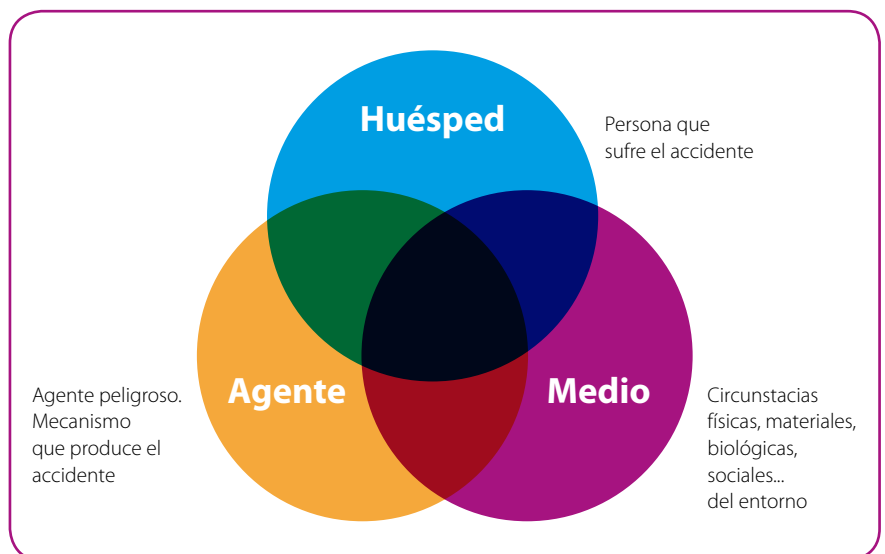 Huésped
Persona que
sufre el accidente
Agente
Medio
Agente peligroso.
Mecanismo
que produce el
accidente
Circunstacias
físicas, materiales,
biológicas,
sociales...
del entorno